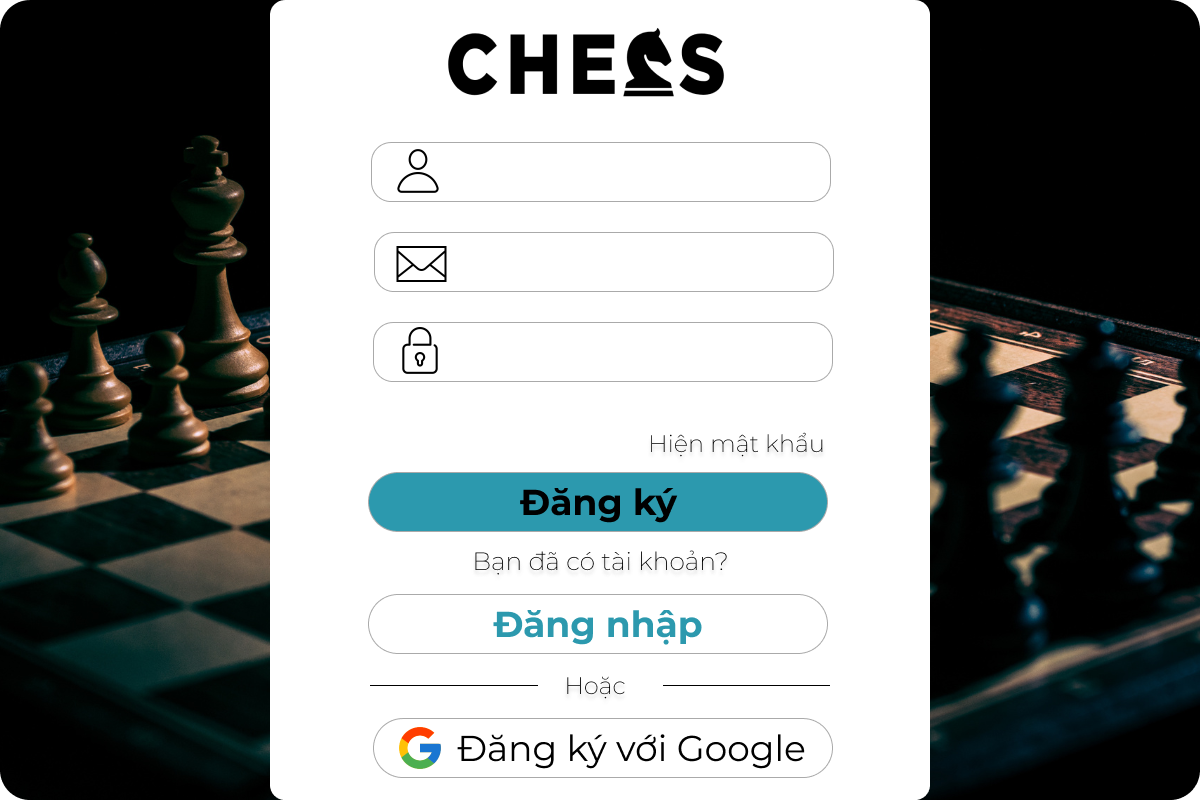 CHESS
Hiện mật khẩu
Đăng ký
Bạn đã có tài khoản?
Đăng nhập
Hoặc
Đăng ký với Google